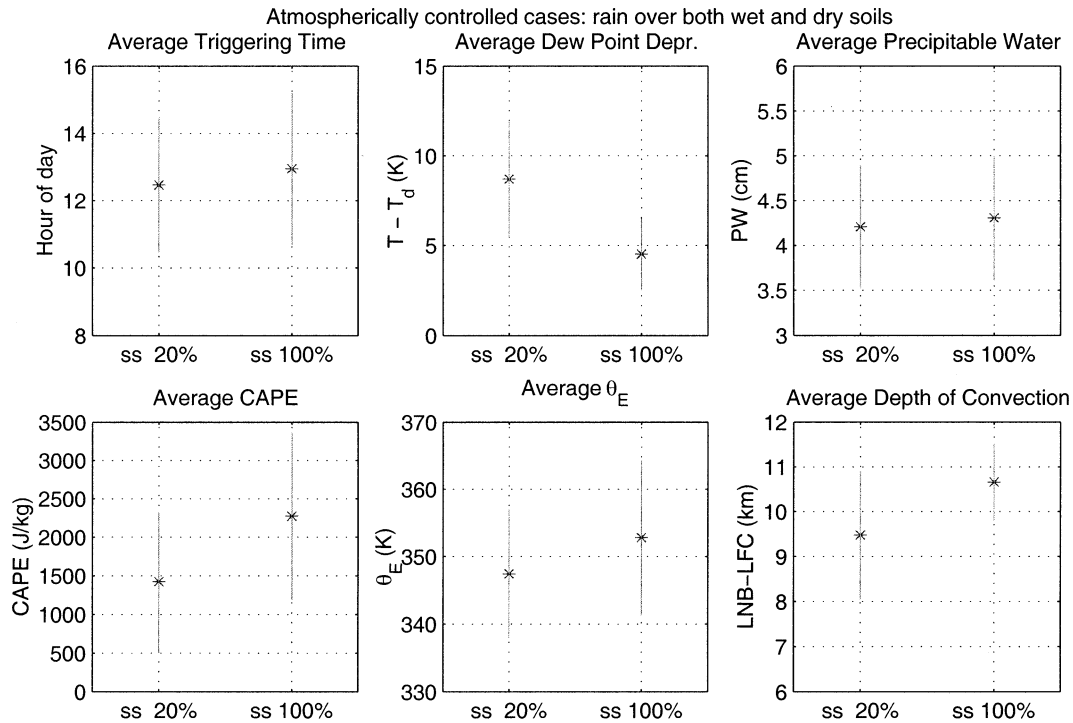 Atmospherically controlled cases: rain over both wet and dry soils
Average Triggering Time
16
14
12
10
8
Hour of day
ss 20%
ss 100%
Average Dew Point Depr.
15
10
5
0
T − T_d (K)
ss 20%
ss 100%
Average Precipitable Water
6
5.5
5
4.5
4
3.5
3
PW (cm)
ss 20%
ss 100%
Average CAPE
3500
3000
2500
2000
1500
1000
500
0
CAPE (J/kg)
ss 20%
ss 100%
Average θ_E
370
360
350
340
330
θ_E (K)
ss 20%
ss 100%
Average Depth of Convection
12
11
10
9
8
7
6
LNB−LFC (km)
ss 20%
ss 100%